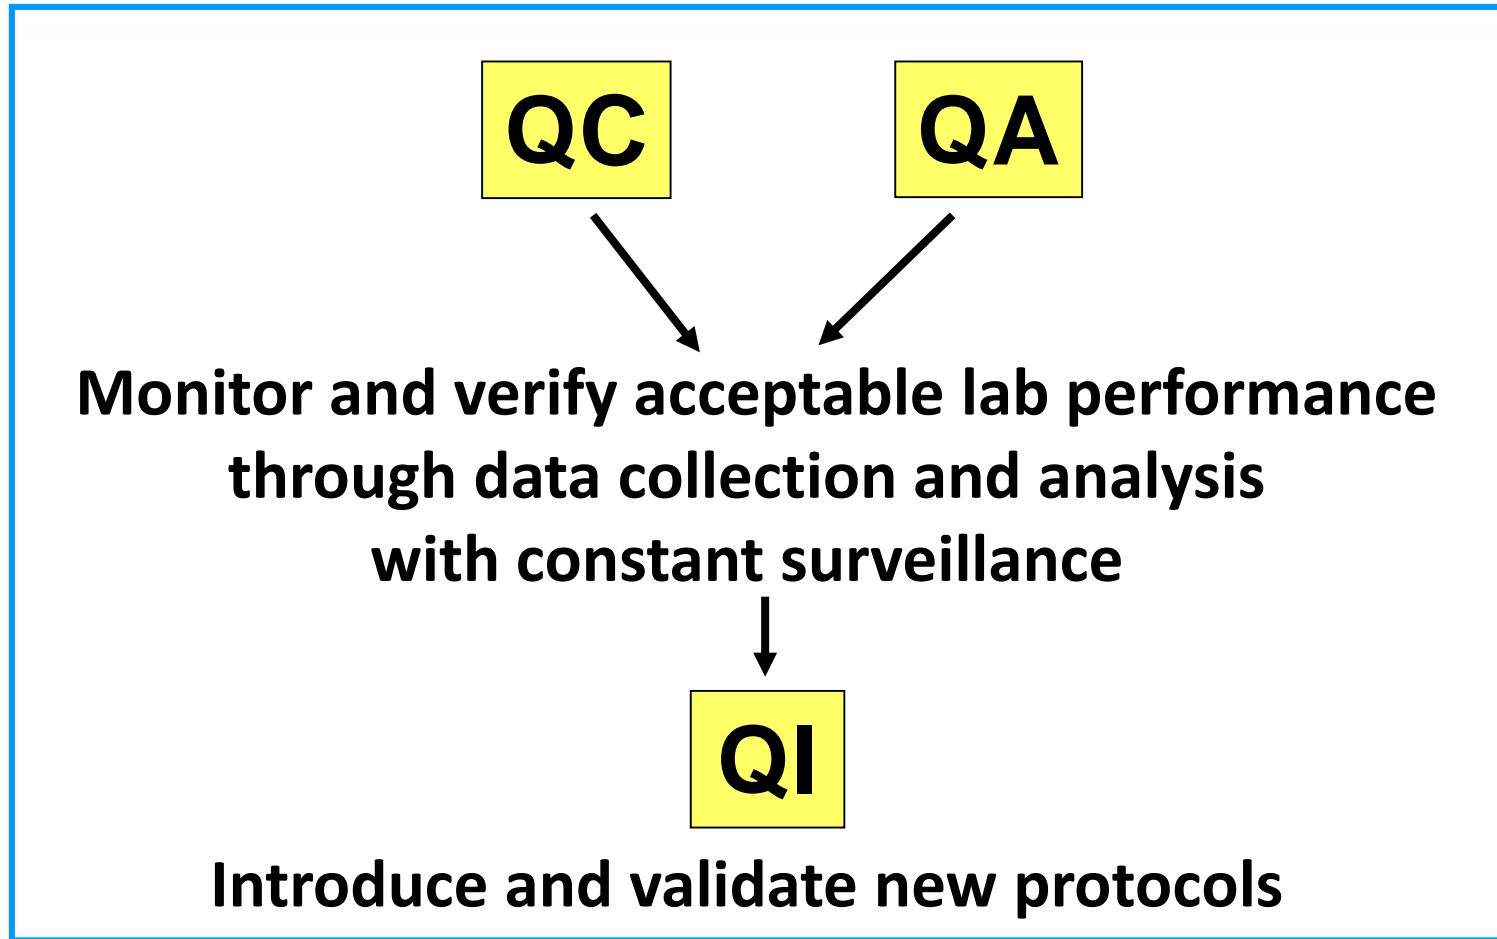 QC
QA
Monitor and verify acceptable lab performance
through data collection and analysis
with constant surveillance
QI
Introduce and validate new protocols